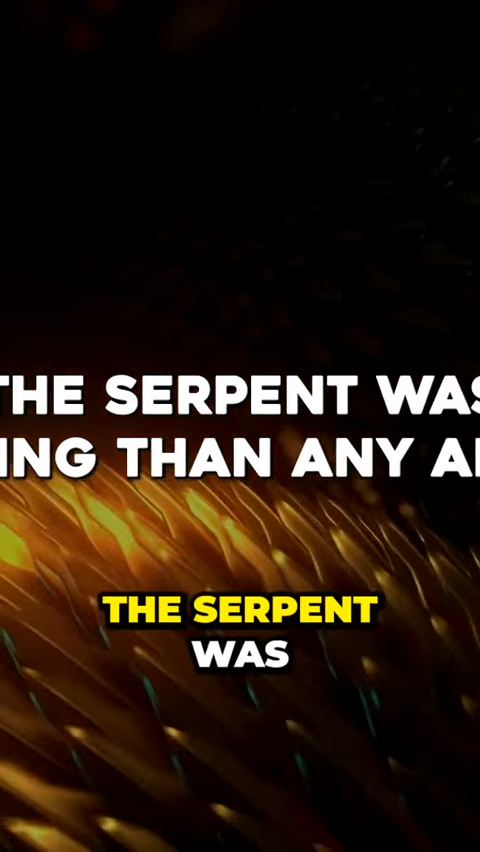 THE SERPENT WAS
ING THAN ANY A
THE SERPENT
WAS